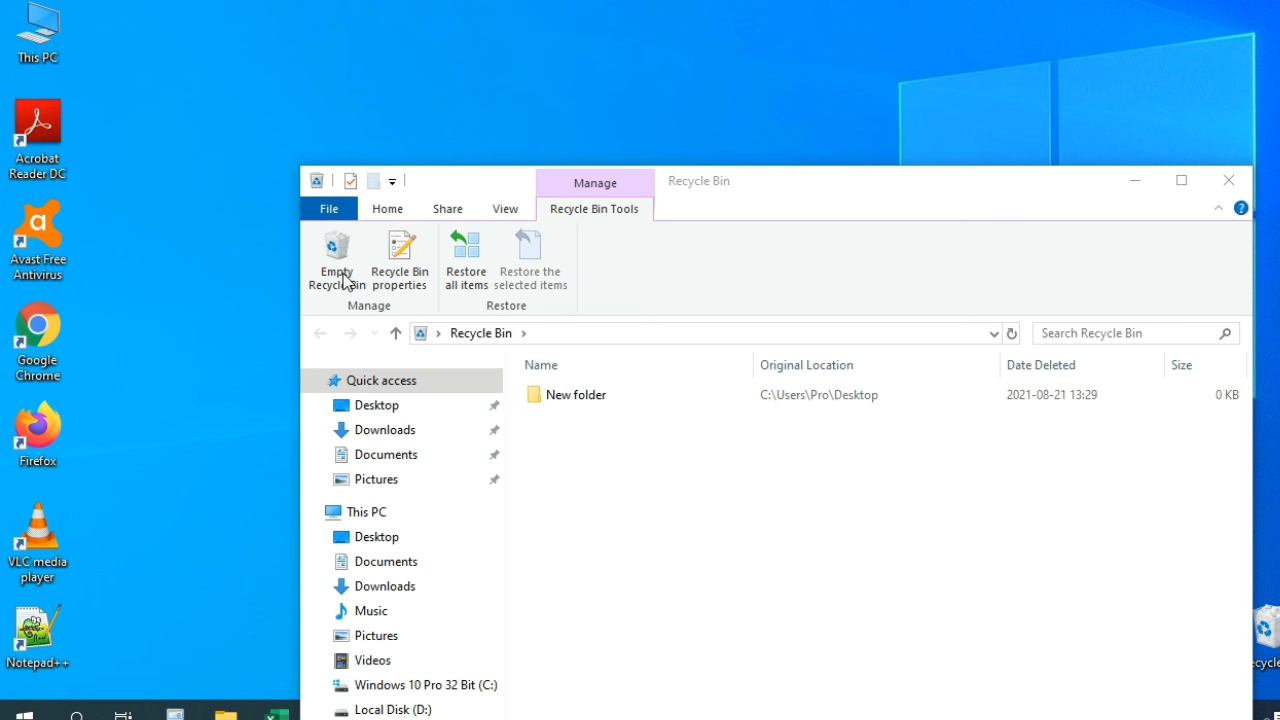 This PC
Acrobat
Reader DC
Avast Free
Antivirus
Google
Chrome
Firefox
VLC media
player
Notepad++
Manage
Recycle Bin
File
Home
Share
View
Recycle Bin Tools
Empty
Recycle Bin
Recycle Bin
properties
Restore
all items
Restore the
selected items
Manage
Restore
Recycle Bin
Search Recycle Bin
Name
Original Location
Date Deleted
Size
New folder
C:\Users\Pro\Desktop
2021-08-21 13:29
0 KB
Quick access
Desktop
Downloads
Documents
Pictures
This PC
Desktop
Documents
Downloads
Music
Pictures
Videos
Windows 10 Pro 32 Bit (C:)
Local Disk (D:)